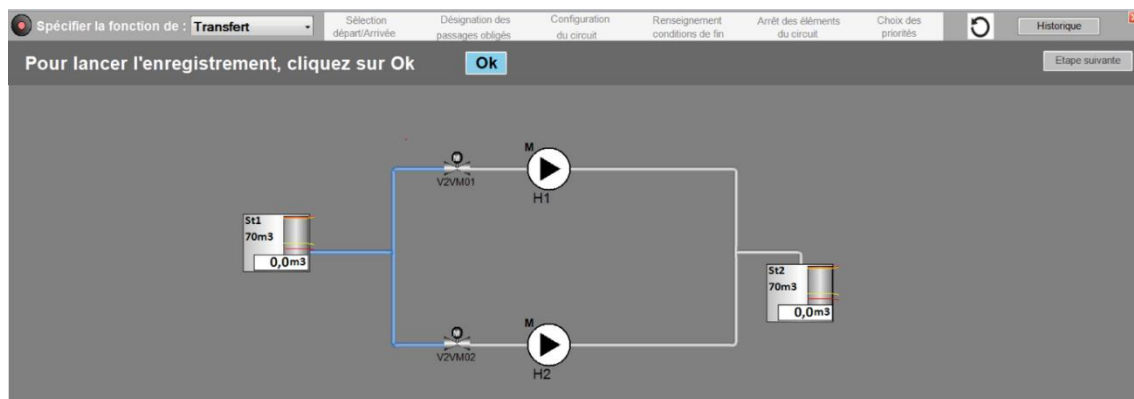 Spécifier la fonction de : Transfert
Sélection
départ/Arrivée
Désignation des
passages obligés
Configuration
du circuit
Renseignement
conditions de fin
Arrêt des éléments
du circuit
Choix des
priorités
Historique
Pour lancer l'enregistrement, cliquez sur Ok
Ok
Etape suivante
M
V2VM01
M
H1
St1
70m3
0,0m3
St2
70m3
0,0m3
M
V2VM02
M
H2